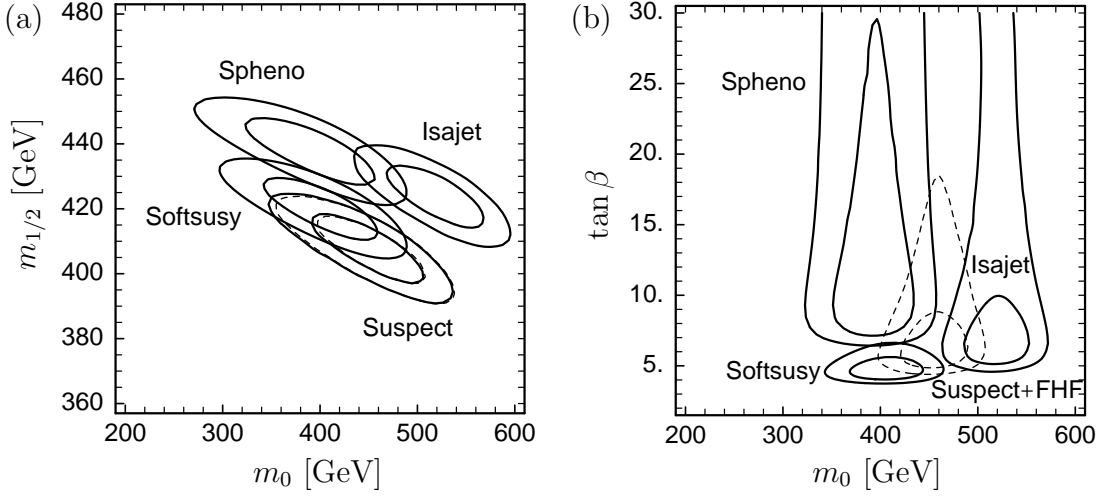 (a)
480
460
440
420
400
380
360
m1/2 [GeV]
Spheno
Isajet
Softsusy
Suspect
200 300 400 500 600
m0 [GeV]
(b)
30.
25.
20.
15.
10.
5.
tan β
Spheno
Isajet
Softsusy
Suspect+FHF
200 300 400 500 600
m0 [GeV]